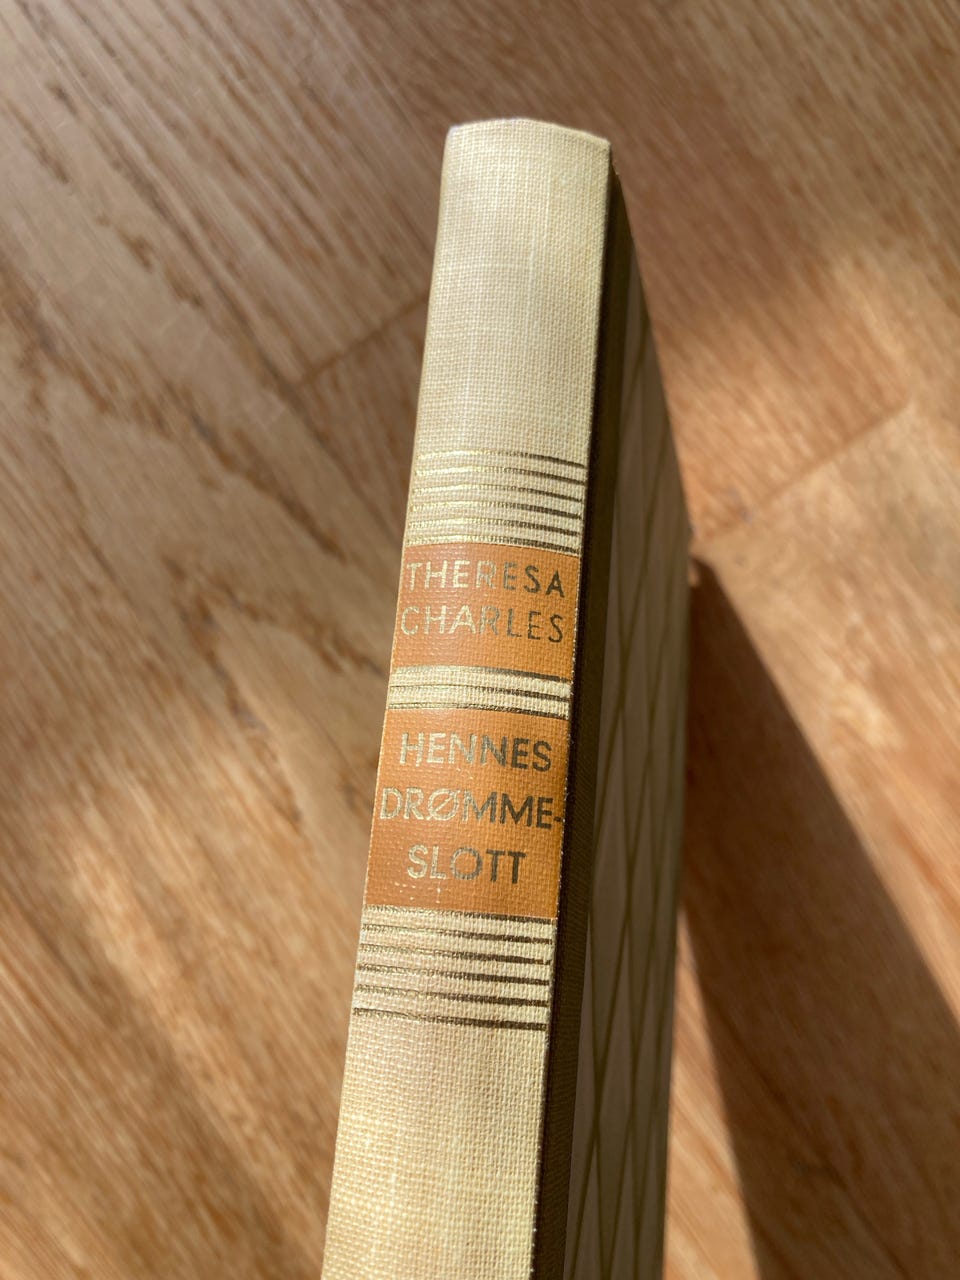 THERESA
CHARLES
HENNES
DRØMME-
SLOTT